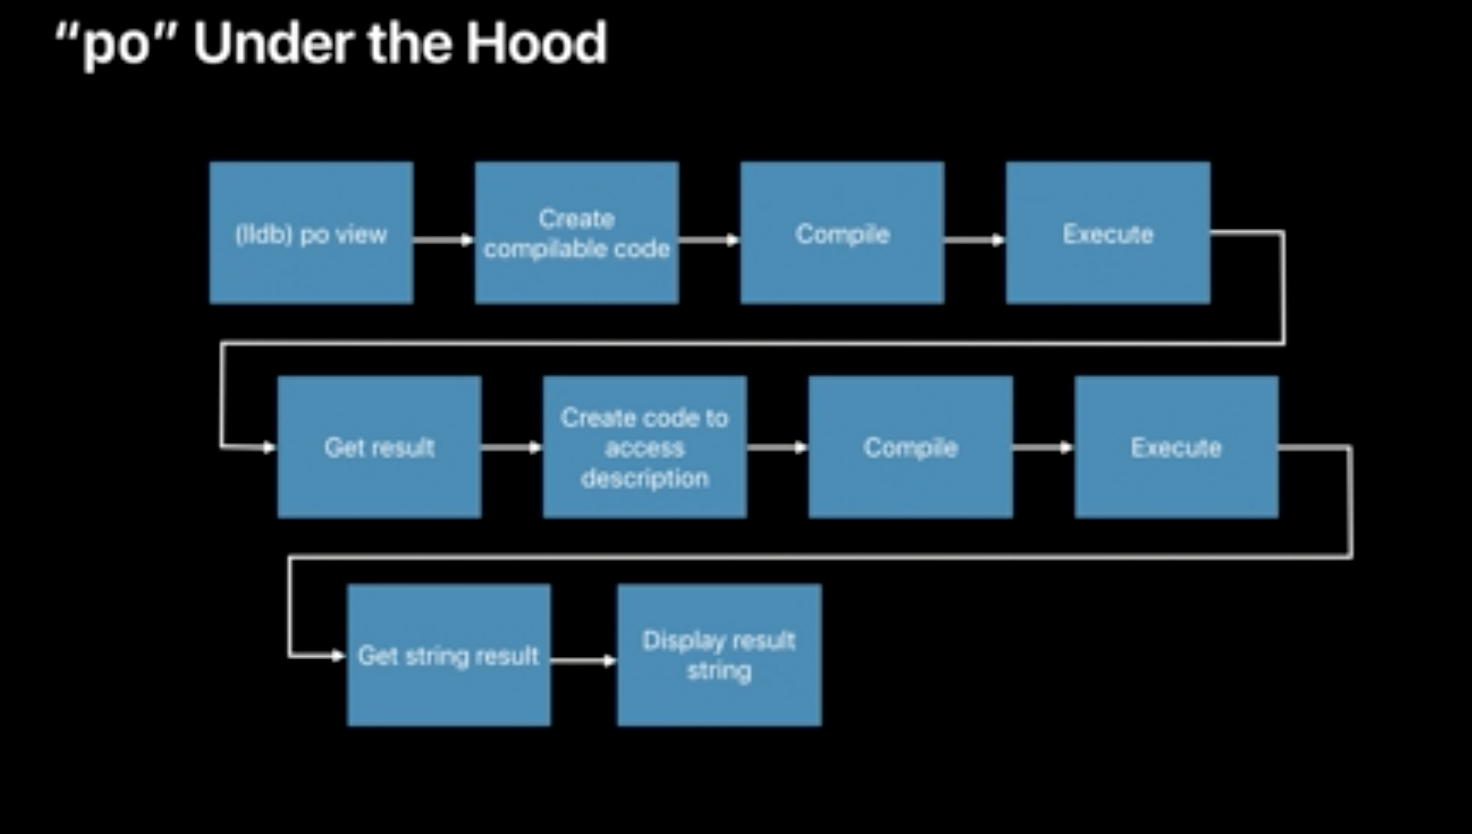 “po” Under the Hood
(lldb) po view
Create
compilable code
Compile
Execute
Get result
Create code to
access
description
Compile
Execute
Get string result
Display result
string